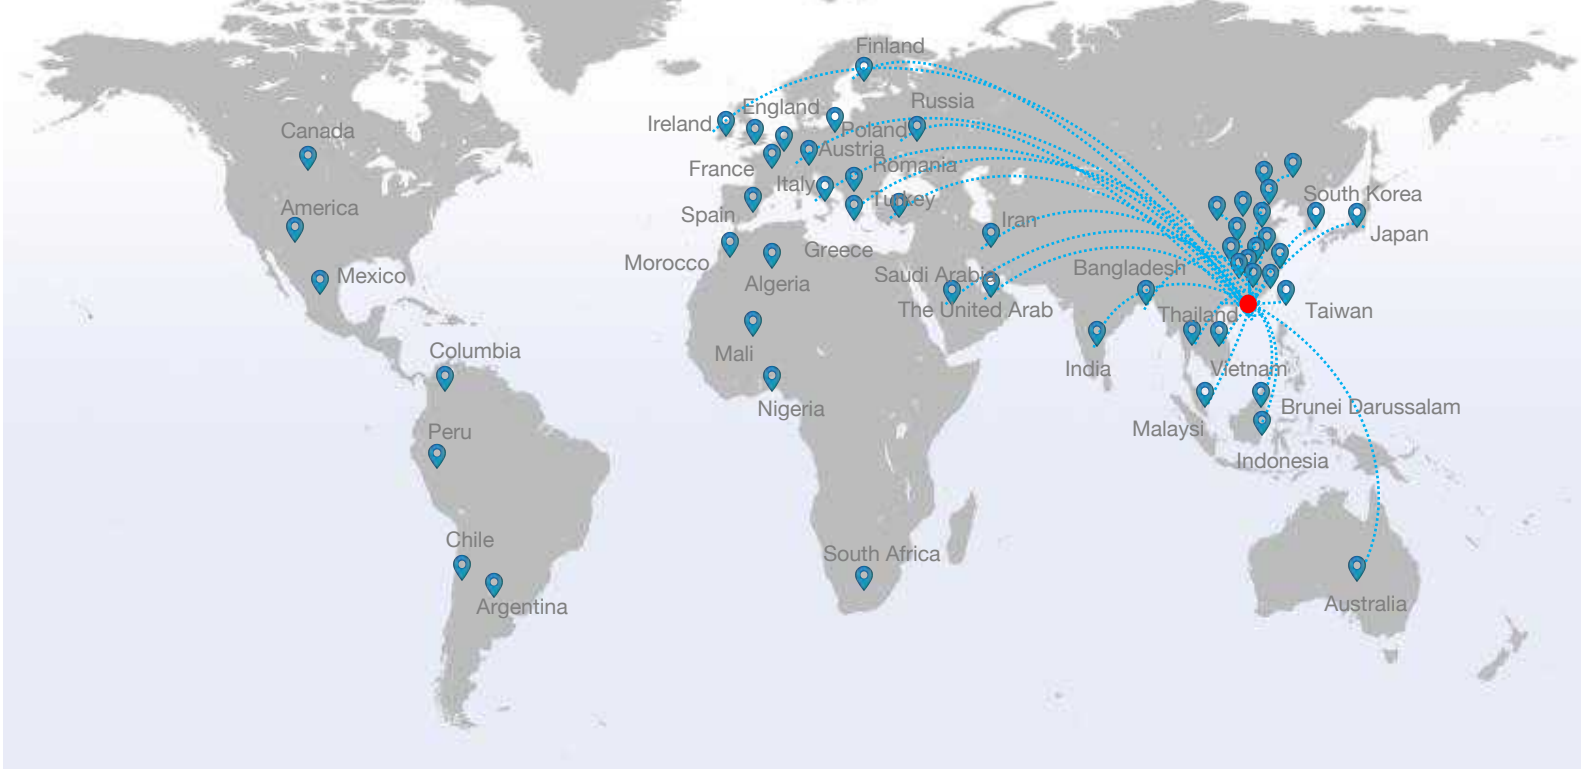 Finland
Russia
England
Ireland
Poland
Canada
Austria
France
Romania
Italy
South Korea
America
Turkey
Spain
Iran
Japan
Greece
Morocco
Bangladesh
Mexico
Saudi Arabia
Algeria
The United Arab
Thailand
Taiwan
Columbia
Mali
India
Vietnam
Nigeria
Brunei Darussalam
Peru
Malaysi
Indonesia
Chile
South Africa
Argentina
Australia